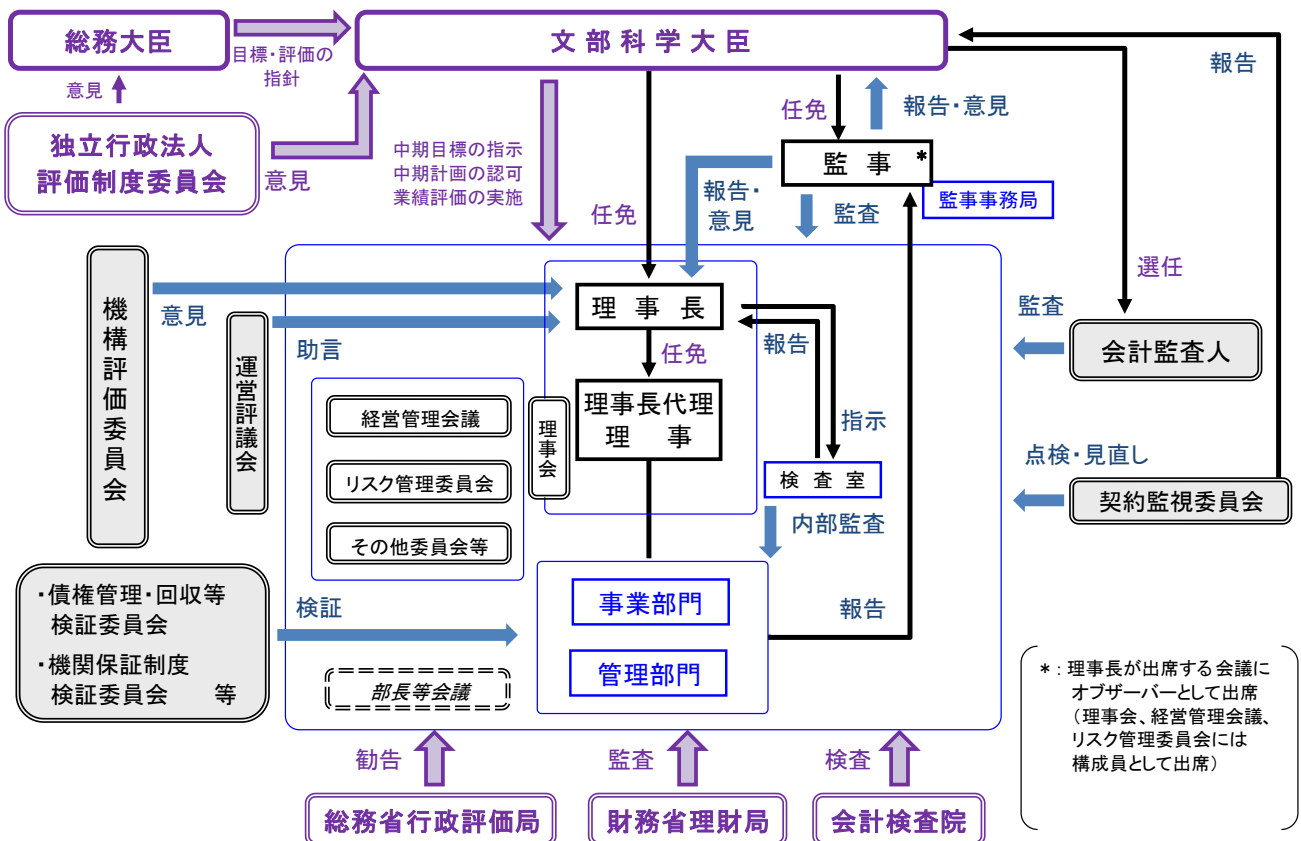 総務大臣
目標・評価の
指針
文部科学大臣
報告
意見
独立行政法人
評価制度委員会
意見
中期目標の指示
中期計画の認可
業績評価の実施
任免
任免
報告・意見
監事 *
監事事務局
報告・
意見
監査
選任
機構評価委員会
意見
運営評議会
助言
理事長
任免
報告
監査
会計監査人
理事長代理
理事
理事会
指示
経営管理会議
リスク管理委員会
その他委員会等
検査室
内部監査
点検・見直し
契約監視委員会
・債権管理・回収等
検証委員会
・機関保証制度
検証委員会 等
検証
事業部門
管理部門
報告
部長等会議
*:理事長が出席する会議に
オブザーバーとして出席
(理事会、経営管理会議、
リスク管理委員会には
構成員として出席)
勧告
監査
検査
総務省行政評価局
財務省理財局
会計検査院